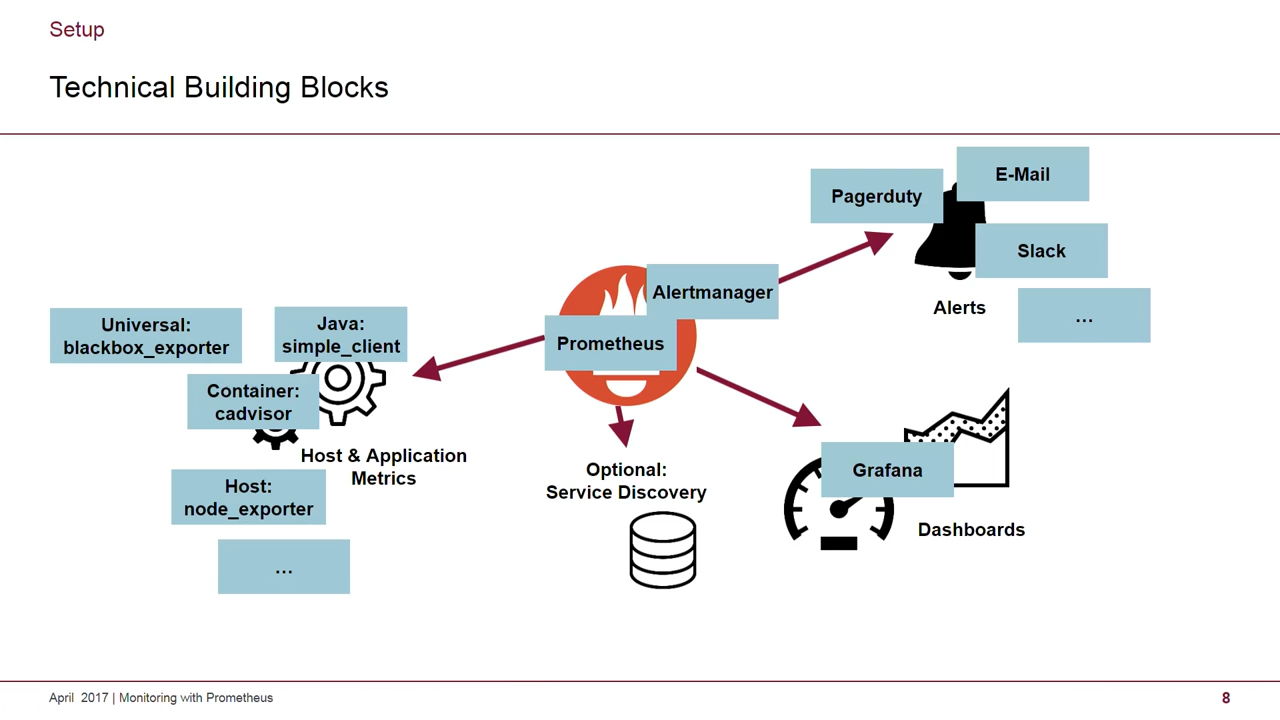 Setup
Technical Building Blocks
Pagerduty
E-Mail
Slack
...
Alerts
Alertmanager
Prometheus
Universal:
blackbox_exporter
Java:
simple_client
Container:
cadvisor
Host & Application
Metrics
Host:
node_exporter
...
Optional:
Service Discovery
Grafana
Dashboards
April  2017 | Monitoring with Prometheus
8